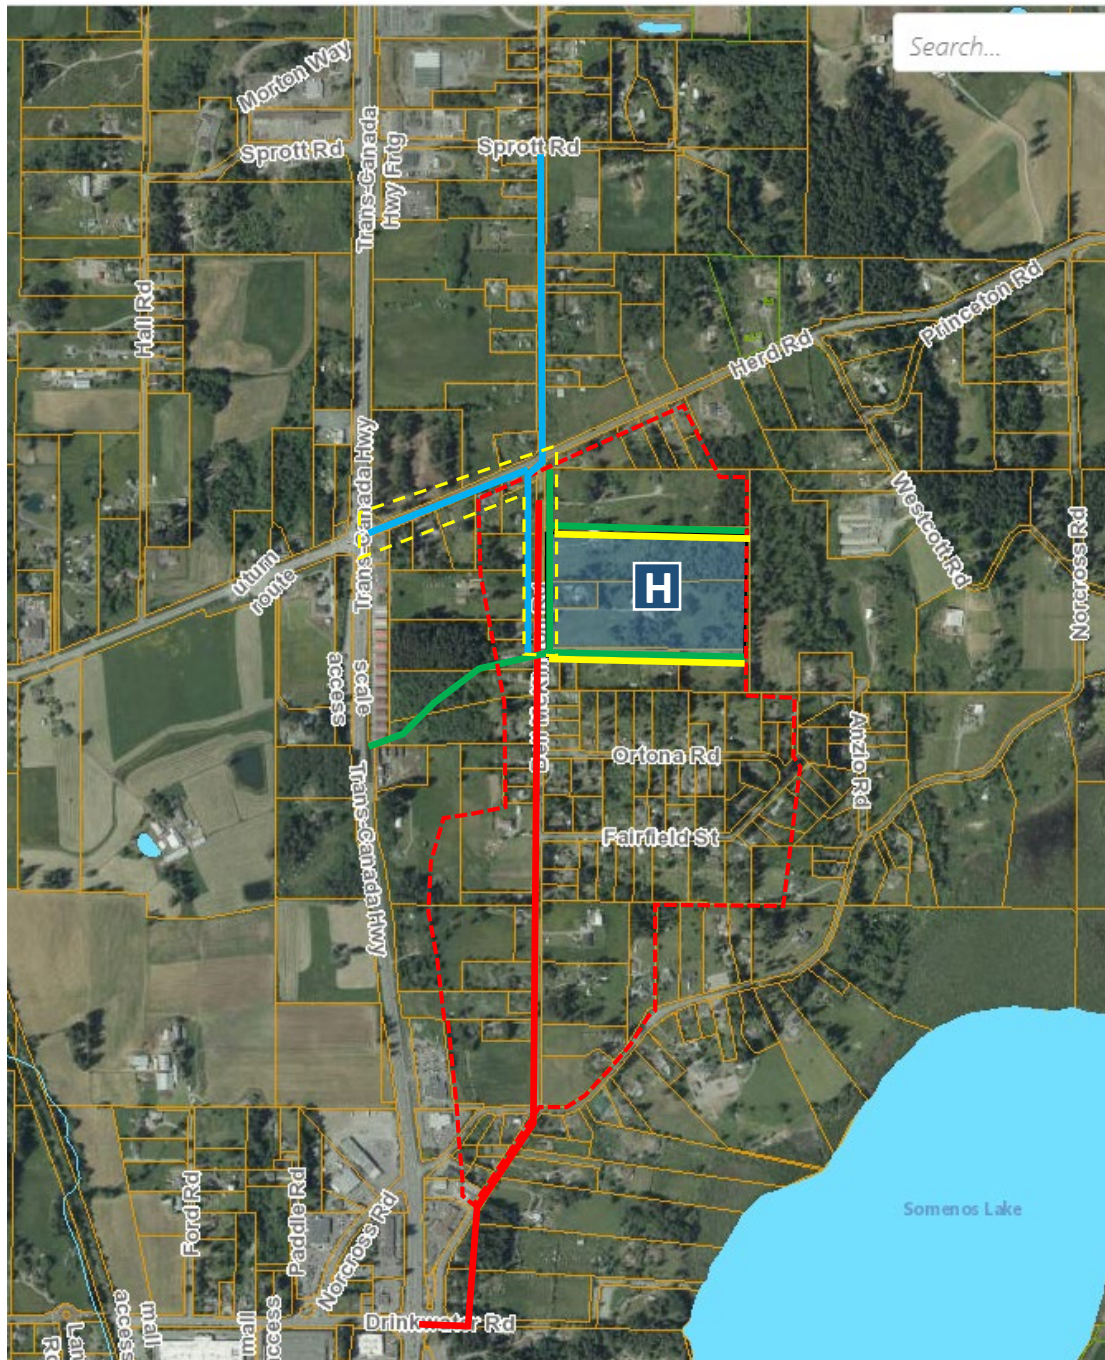 Search...
Morton Way
Sprott Rd
Trans-Canada
Hwy Frtg
Sprott Rd
Hall Rd
Princeton Rd
Herd Rd
Trans-Canada Hwy
Westcott Rd
Norcross Rd
uturn
route
H
scale
access
Ortona Rd
Anzio Rd
Fairfield St
Trans-Canada Hwy
Somenos Lake
Ford Rd
Paddle Rd
Norcross Rd
Drinkwater Rd
mall
access
mall
access